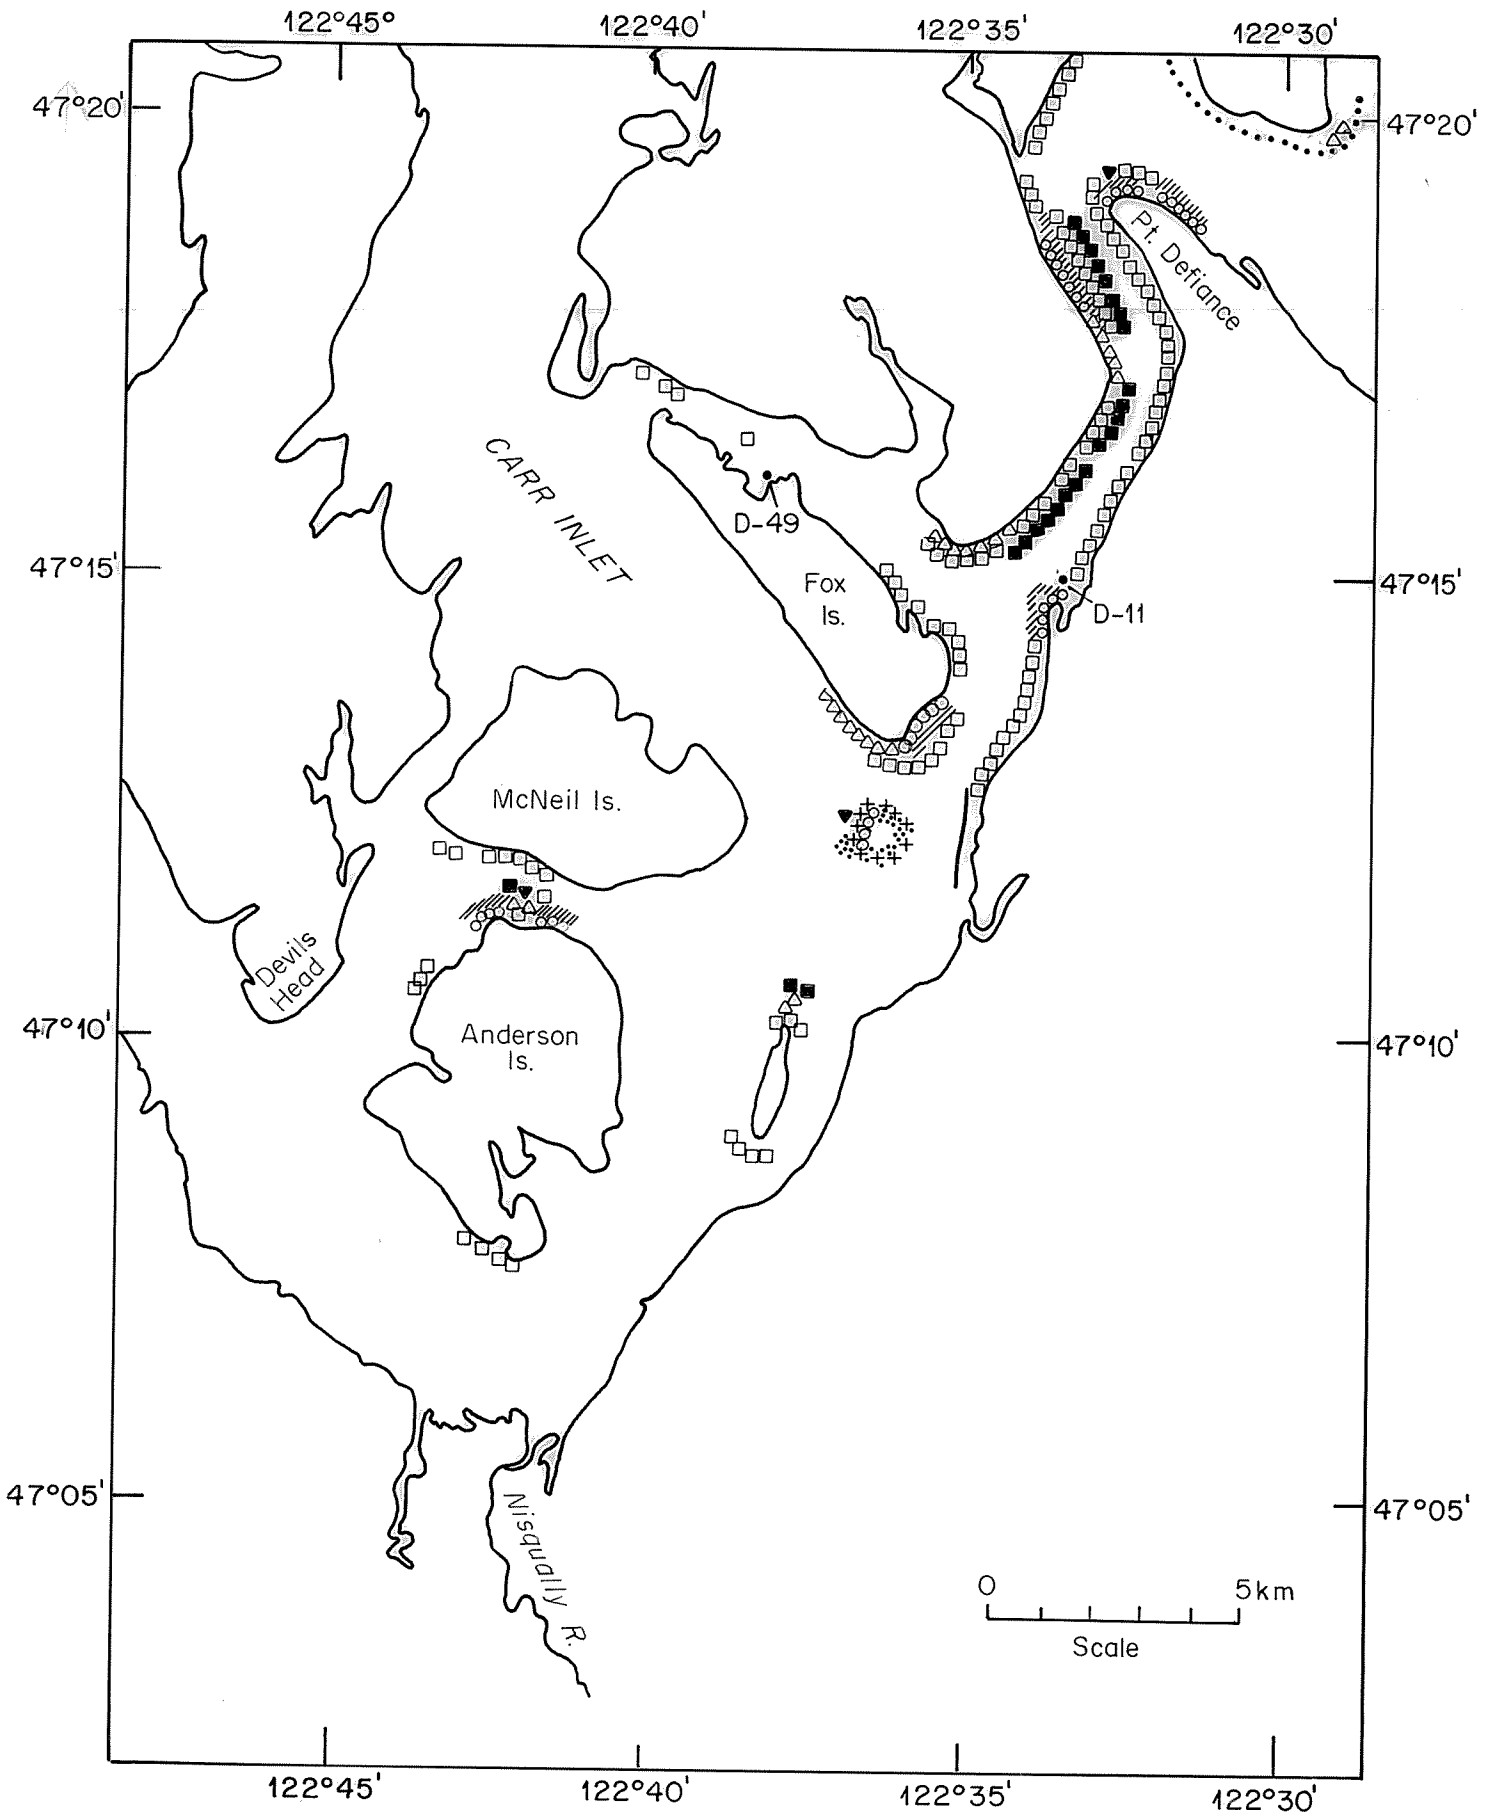 122°45°
122°40'
122°35'
122°30'
47°20'
47°20'
Pt. Defiance
CARR INLET
D-49
47°15'
47°15'
Fox
Is.
D-11
McNeil Is.
Devils
Head
47°10'
47°10'
Anderson
Is.
47°05'
47°05'
Nisqually R.
0
5km
Scale
122°45'
122°40'
122°35'
122°30'